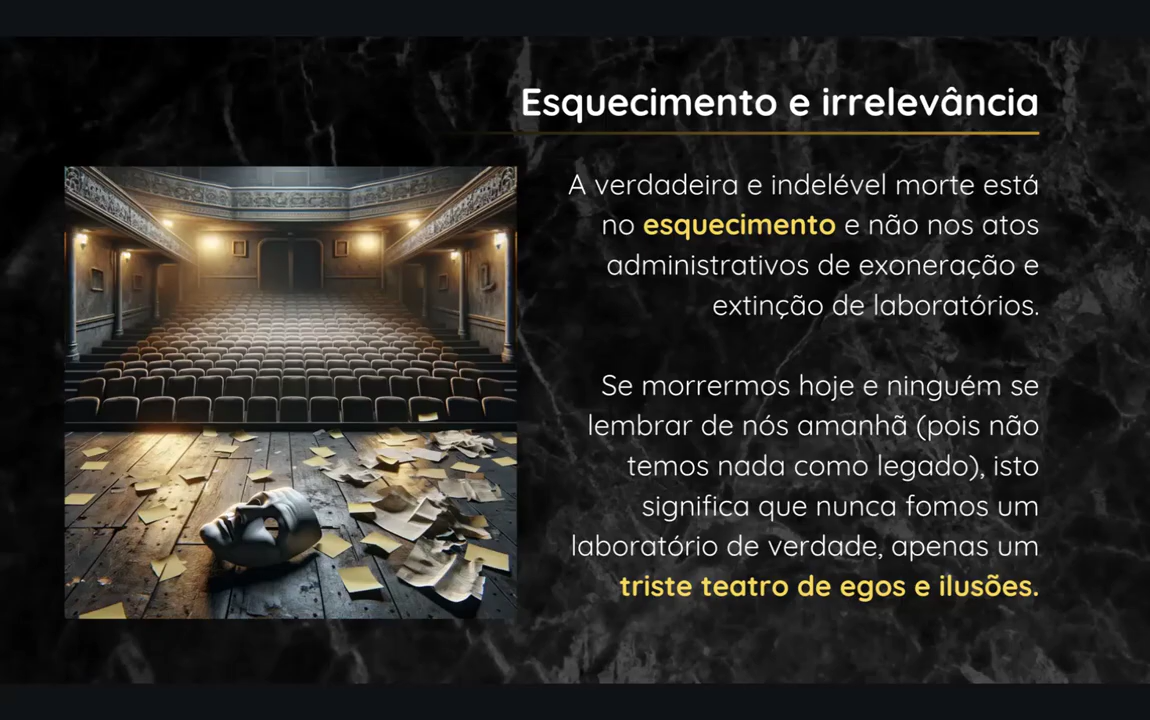 Esquecimento e irrelevância
A verdadeira e indelével morte está
no esquecimento e não nos atos
administrativos de exoneração e
extinção de laboratórios.
Se morrermos hoje e ninguém se
lembrar de nós amanhã (pois não
temos nada como legado), isto
significa que nunca fomos um
laboratório de verdade, apenas um
triste teatro de egos e ilusões.